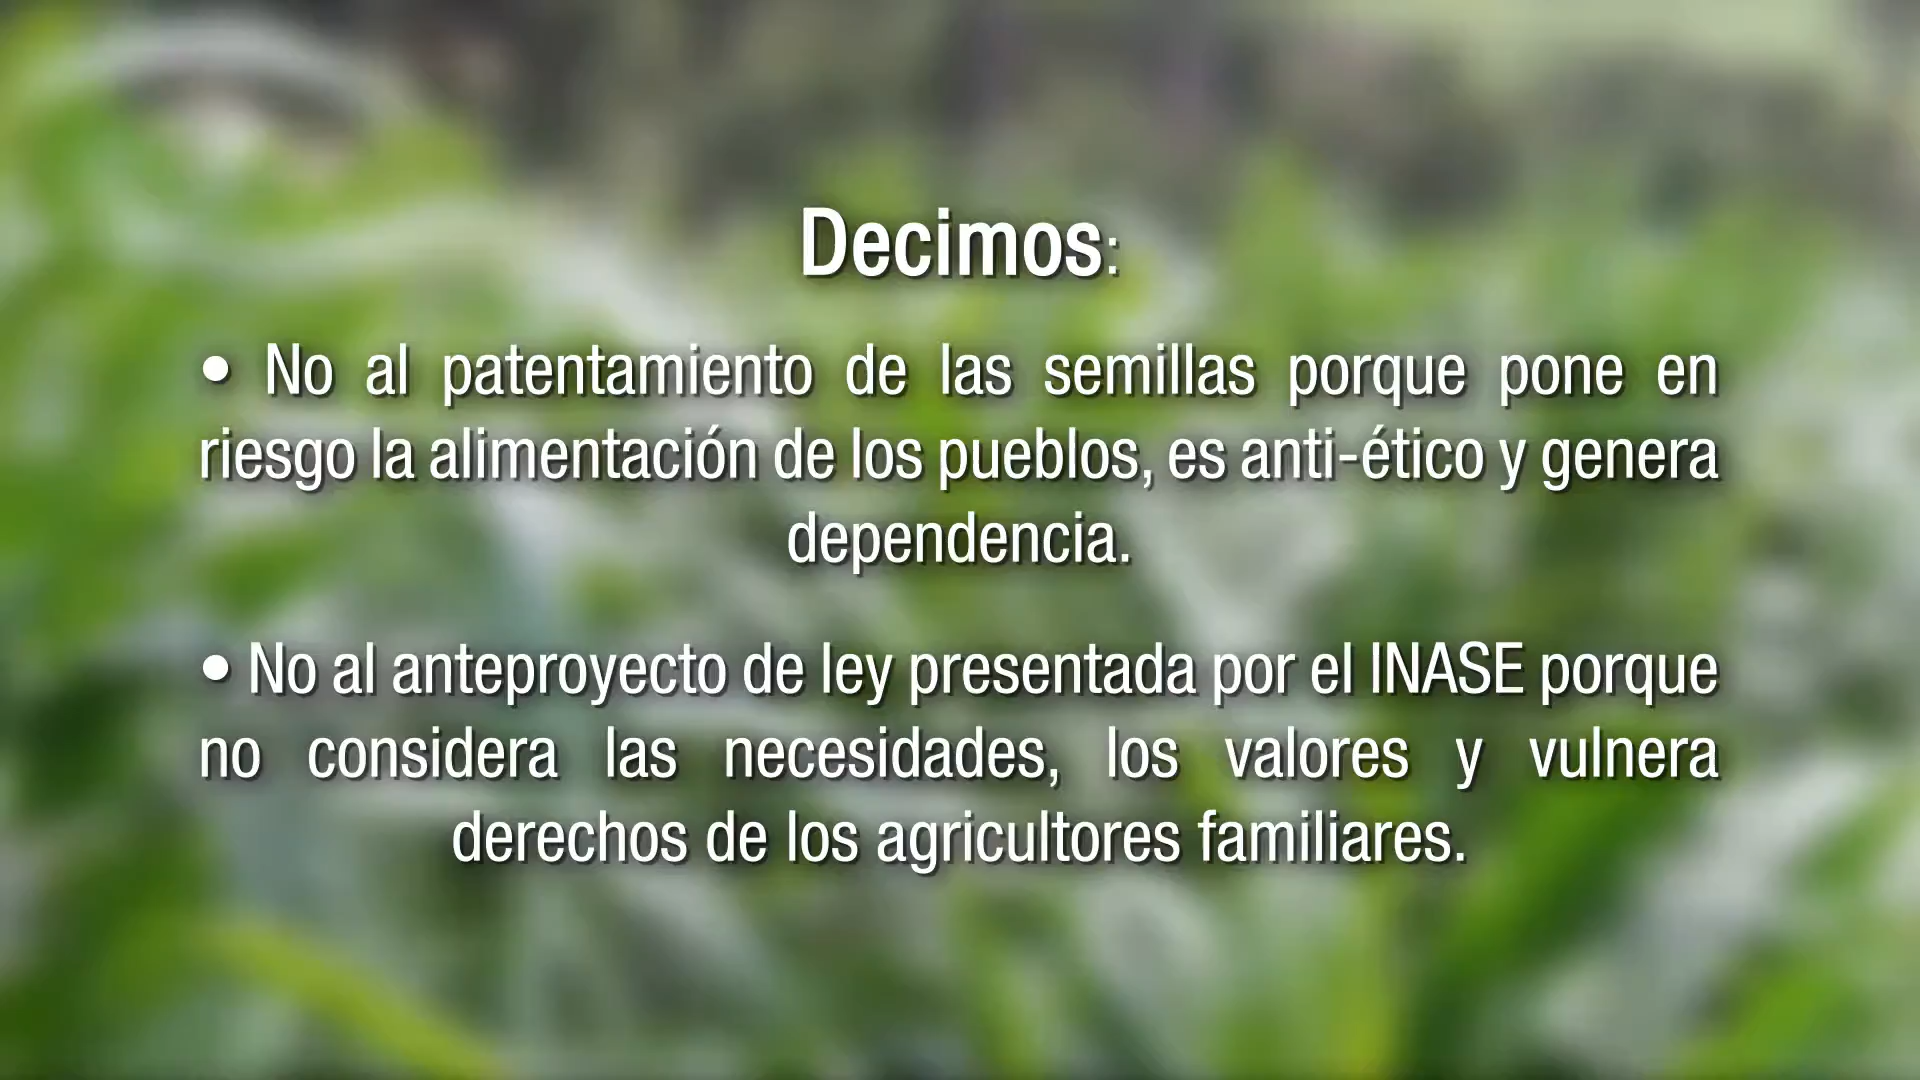 Decimos:
• No al patentamiento de las semillas porque pone en
riesgo la alimentación de los pueblos, es anti-ético y genera
dependencia.
• No al anteproyecto de ley presentada por el INASE porque
no considera las necesidades, los valores y vulnera
derechos de los agricultores familiares.